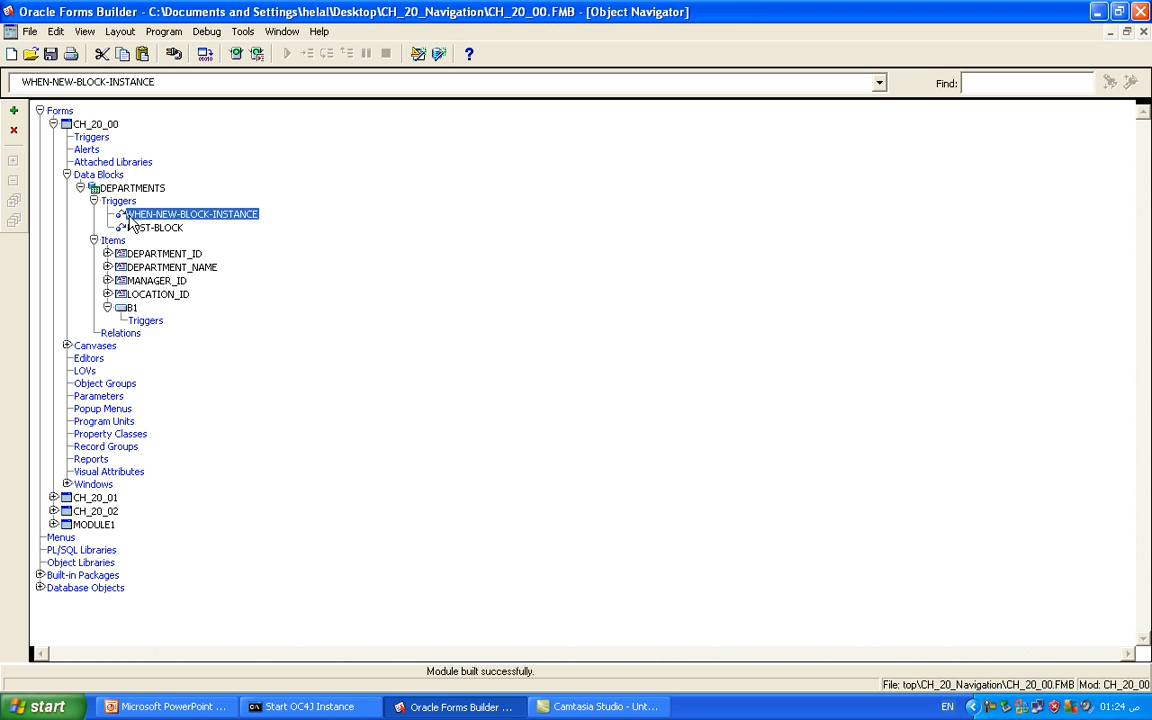 Oracle Forms Builder - C:\Documents and Settings\helal\Desktop\CH_20_Navigation\CH_20_00.FMB - [Object Navigator]
File Edit View Layout Program Debug Tools Window Help
WHEN-NEW-BLOCK-INSTANCE
Find:
Forms
CH_20_00
Triggers
Alerts
Attached Libraries
Data Blocks
DEPARTMENTS
Triggers
WHEN-NEW-BLOCK-INSTANCE
ST-BLOCK
Items
DEPARTMENT_ID
DEPARTMENT_NAME
MANAGER_ID
LOCATION_ID
B1
Triggers
Relations
Canvases
Editors
LOVs
Object Groups
Parameters
Popup Menus
Program Units
Property Classes
Record Groups
Reports
Visual Attributes
Windows
CH_20_01
CH_20_02
MODULE1
Menus
PL/SQL Libraries
Object Libraries
Built-in Packages
Database Objects
Module built successfully.
File: top\CH_20_Navigation\CH_20_00.FMB Mod: CH_20_00
start Microsoft PowerPoint ... Start OC4J Instance Oracle Forms Builder ... Camtasia Studio - Unt... EN 01:24 ص